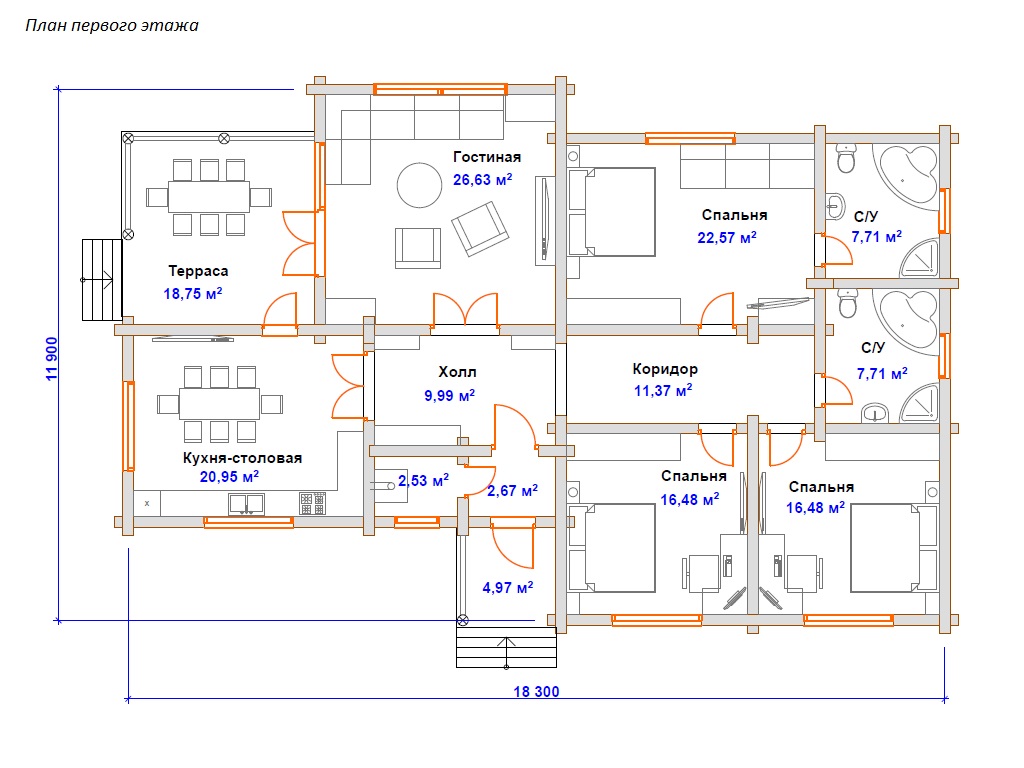 План первого этажа
Гостиная
26,63 м²
Спальня
22,57 м²
С/У
7,71 м²
Терраса
18,75 м²
11 900
Холл
9,99 м²
Коридор
11,37 м²
С/У
7,71 м²
Кухня-столовая
20,95 м²
x
2,53 м²
2,67 м²
Спальня
16,48 м²
Спальня
16,48 м²
4,97 м²
18 300